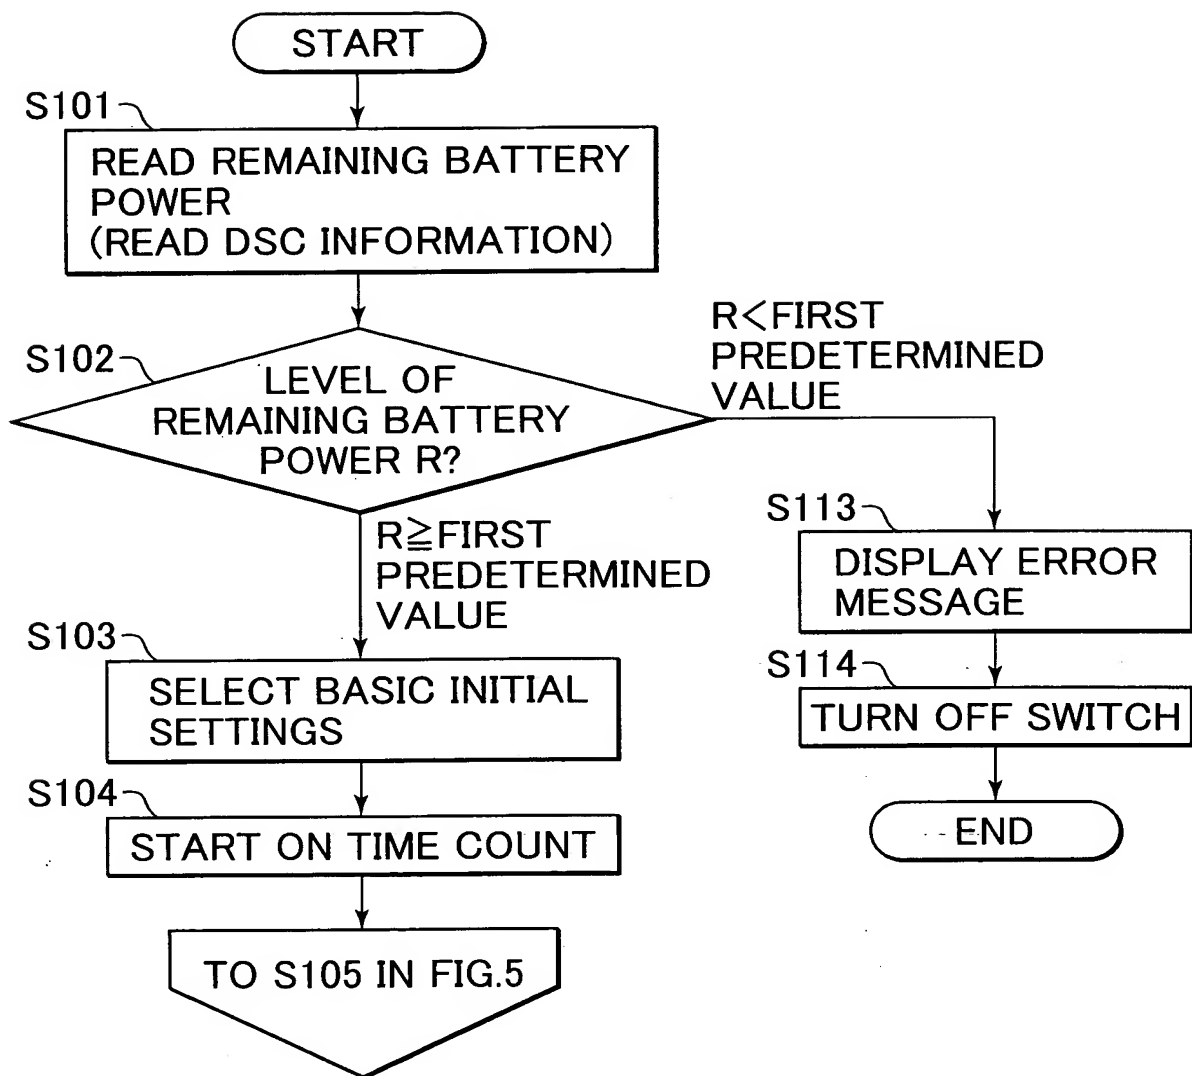 START
S101
READ REMAINING BATTERY
POWER
(READ DSC INFORMATION)
S102
LEVEL OF
REMAINING BATTERY
POWER R?
R<FIRST
PREDETERMINED
VALUE
R≧FIRST
PREDETERMINED
VALUE
S103
SELECT BASIC INITIAL
SETTINGS
S104
START ON TIME COUNT
TO S105 IN FIG.5
S113
DISPLAY ERROR
MESSAGE
S114
TURN OFF SWITCH
END